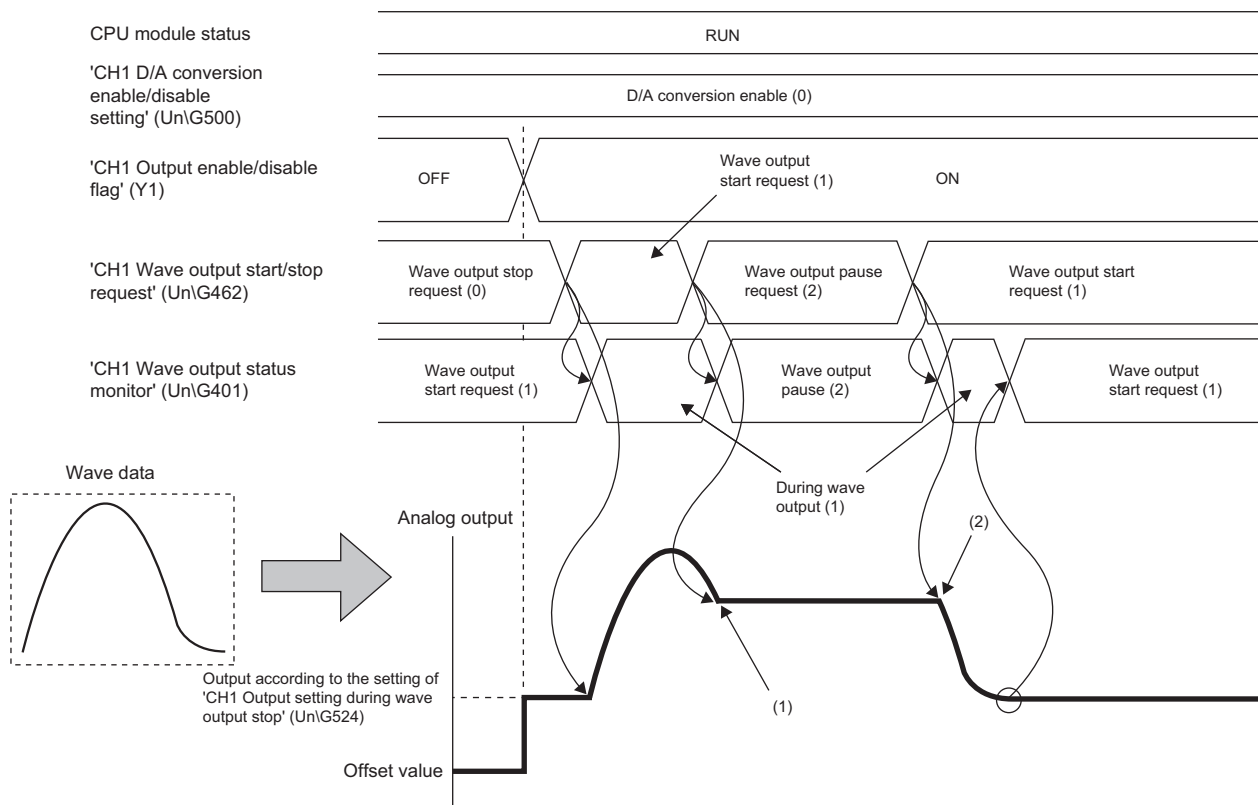 CPU module status
RUN
'CH1 D/A conversion
enable/disable
setting' (Un\G500)
D/A conversion enable (0)
'CH1 Output enable/disable
flag' (Y1)
OFF
Wave output
start request (1)
ON
'CH1 Wave output start/stop
request' (Un\G462)
Wave output stop
request (0)
Wave output pause
request (2)
Wave output start
request (1)
'CH1 Wave output status
monitor' (Un\G401)
Wave output
start request (1)
Wave output
pause (2)
Wave output
start request (1)
Wave data
During wave
output (1)
Analog output
(2)
Output according to the setting of
'CH1 Output setting during wave
output stop' (Un\G524)
(1)
Offset value